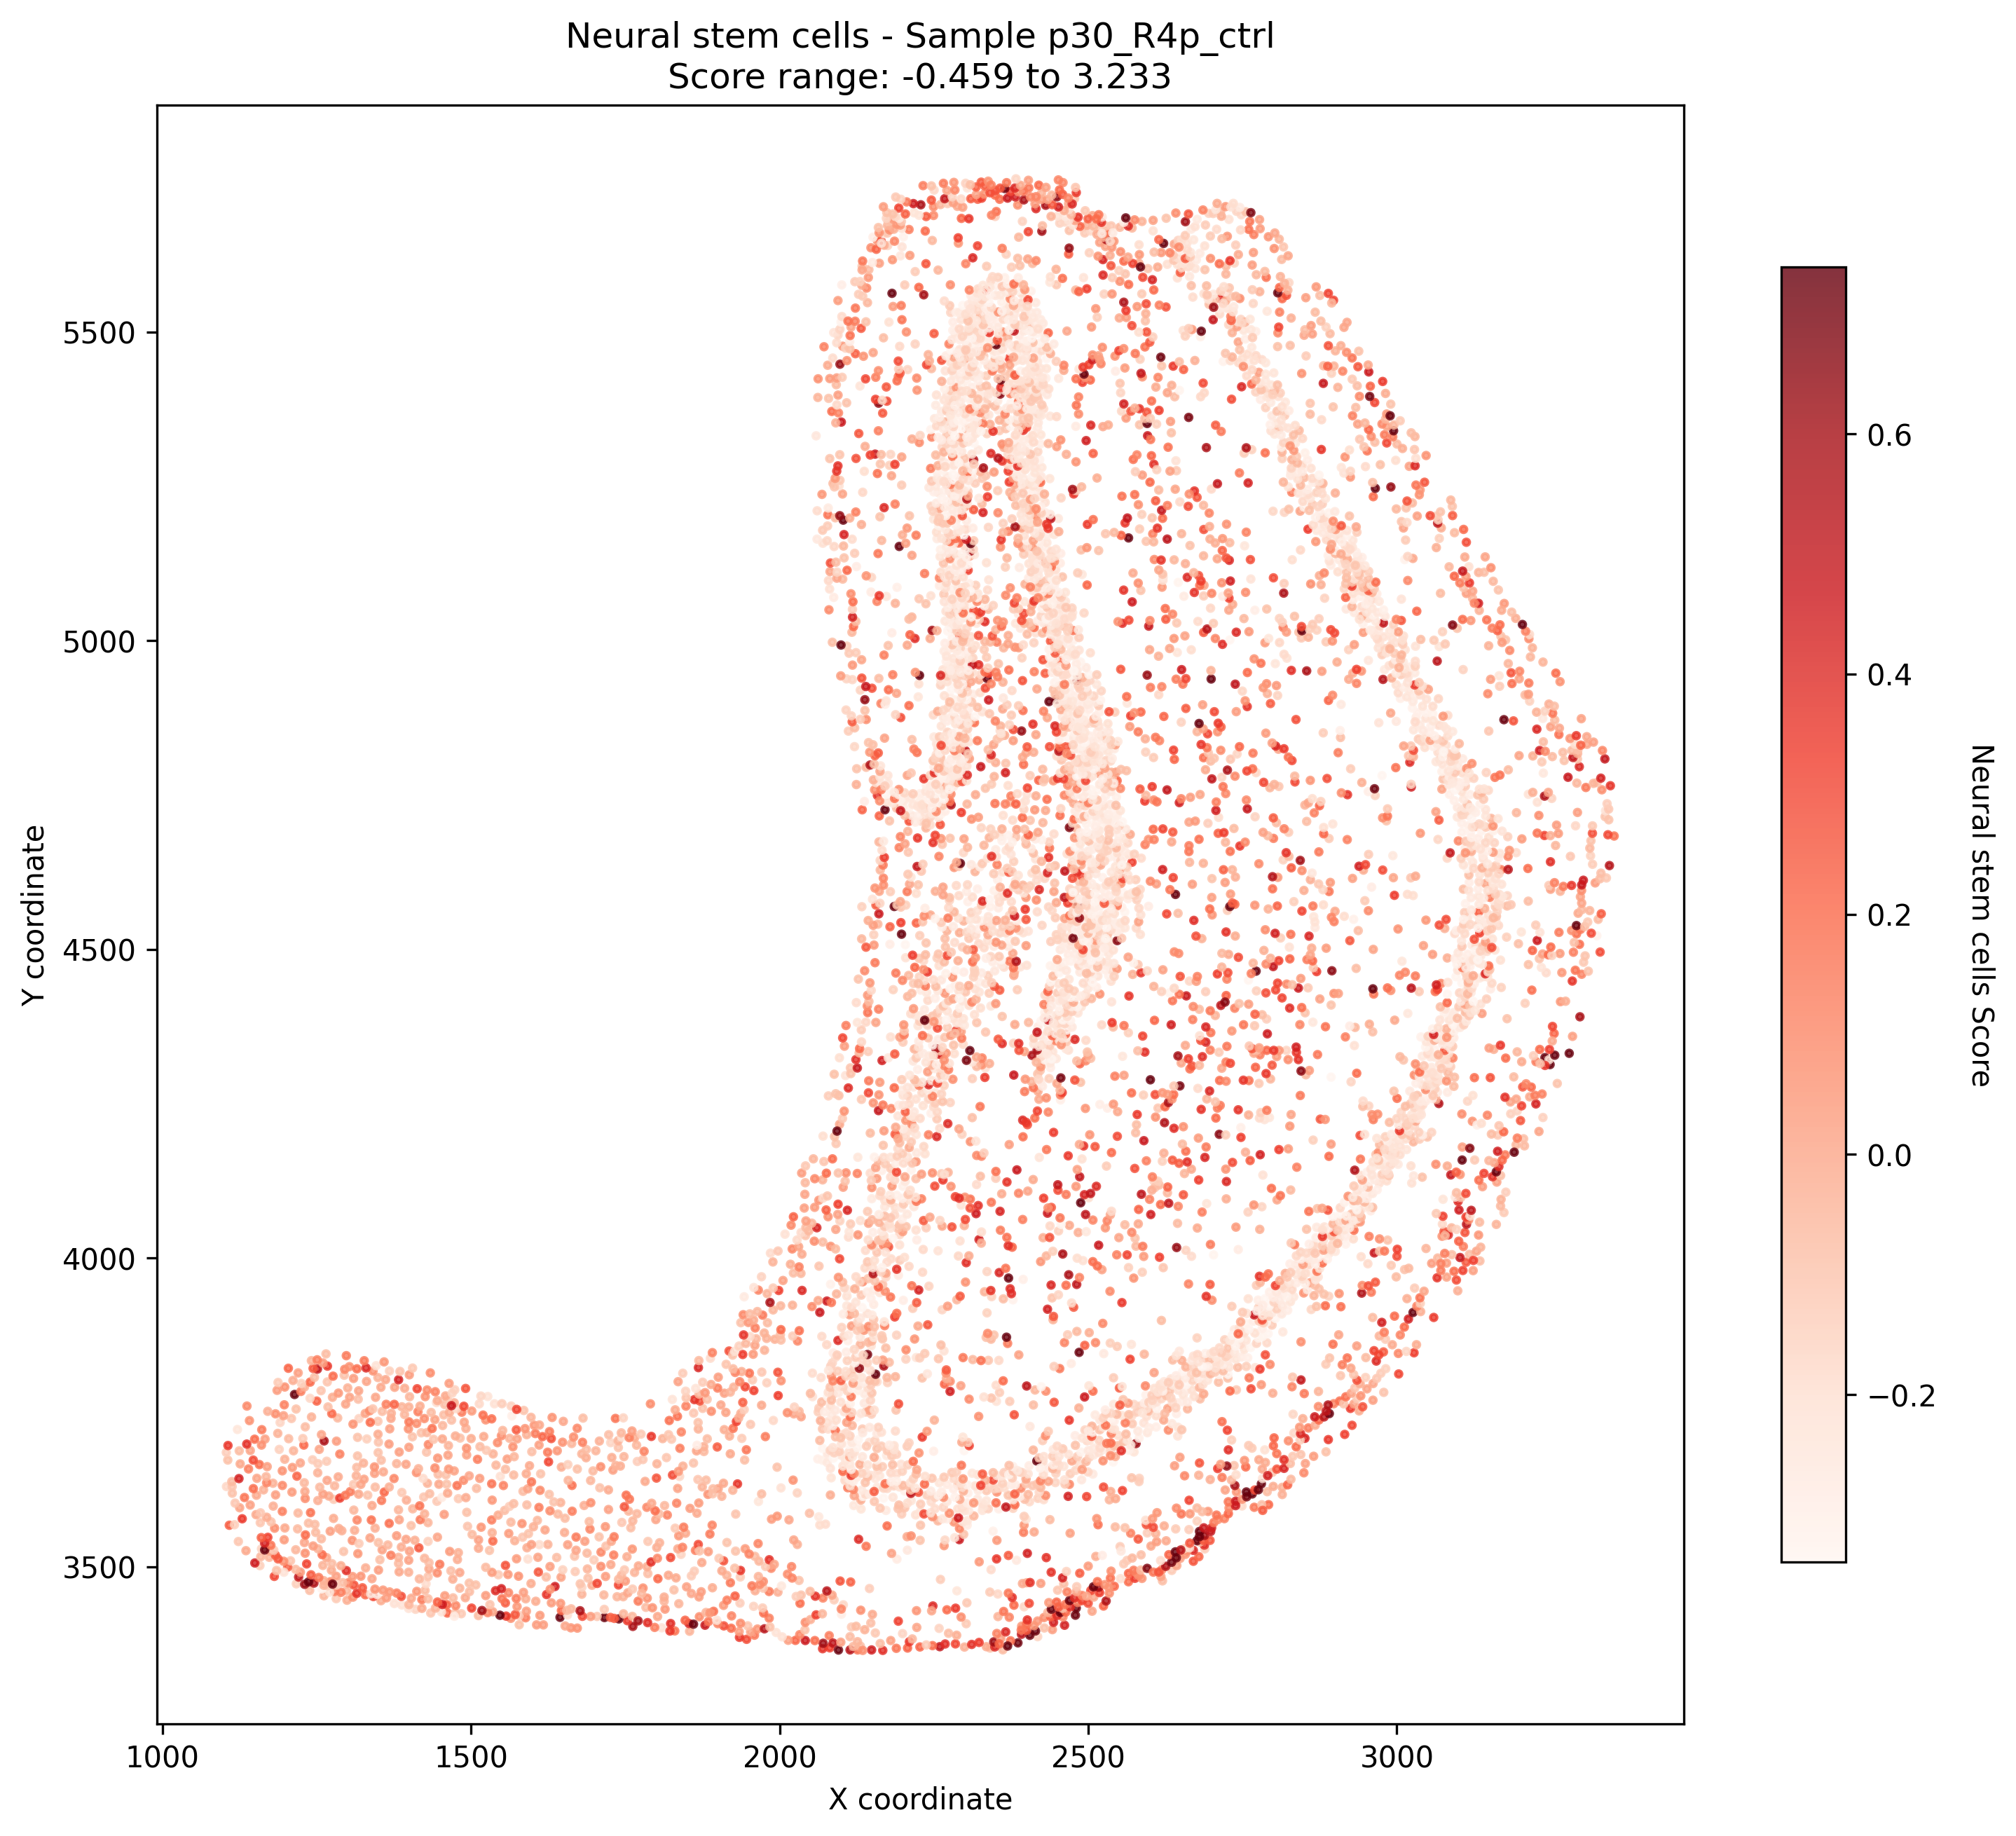 Neural stem cells - Sample p30_R4p_ctrl
Score range: -0.459 to 3.233
5500
5000
4500
4000
3500
Y coordinate
1000 1500 2000 2500 3000
X coordinate
0.6
0.4
0.2
0.0
−0.2
Neural stem cells Score